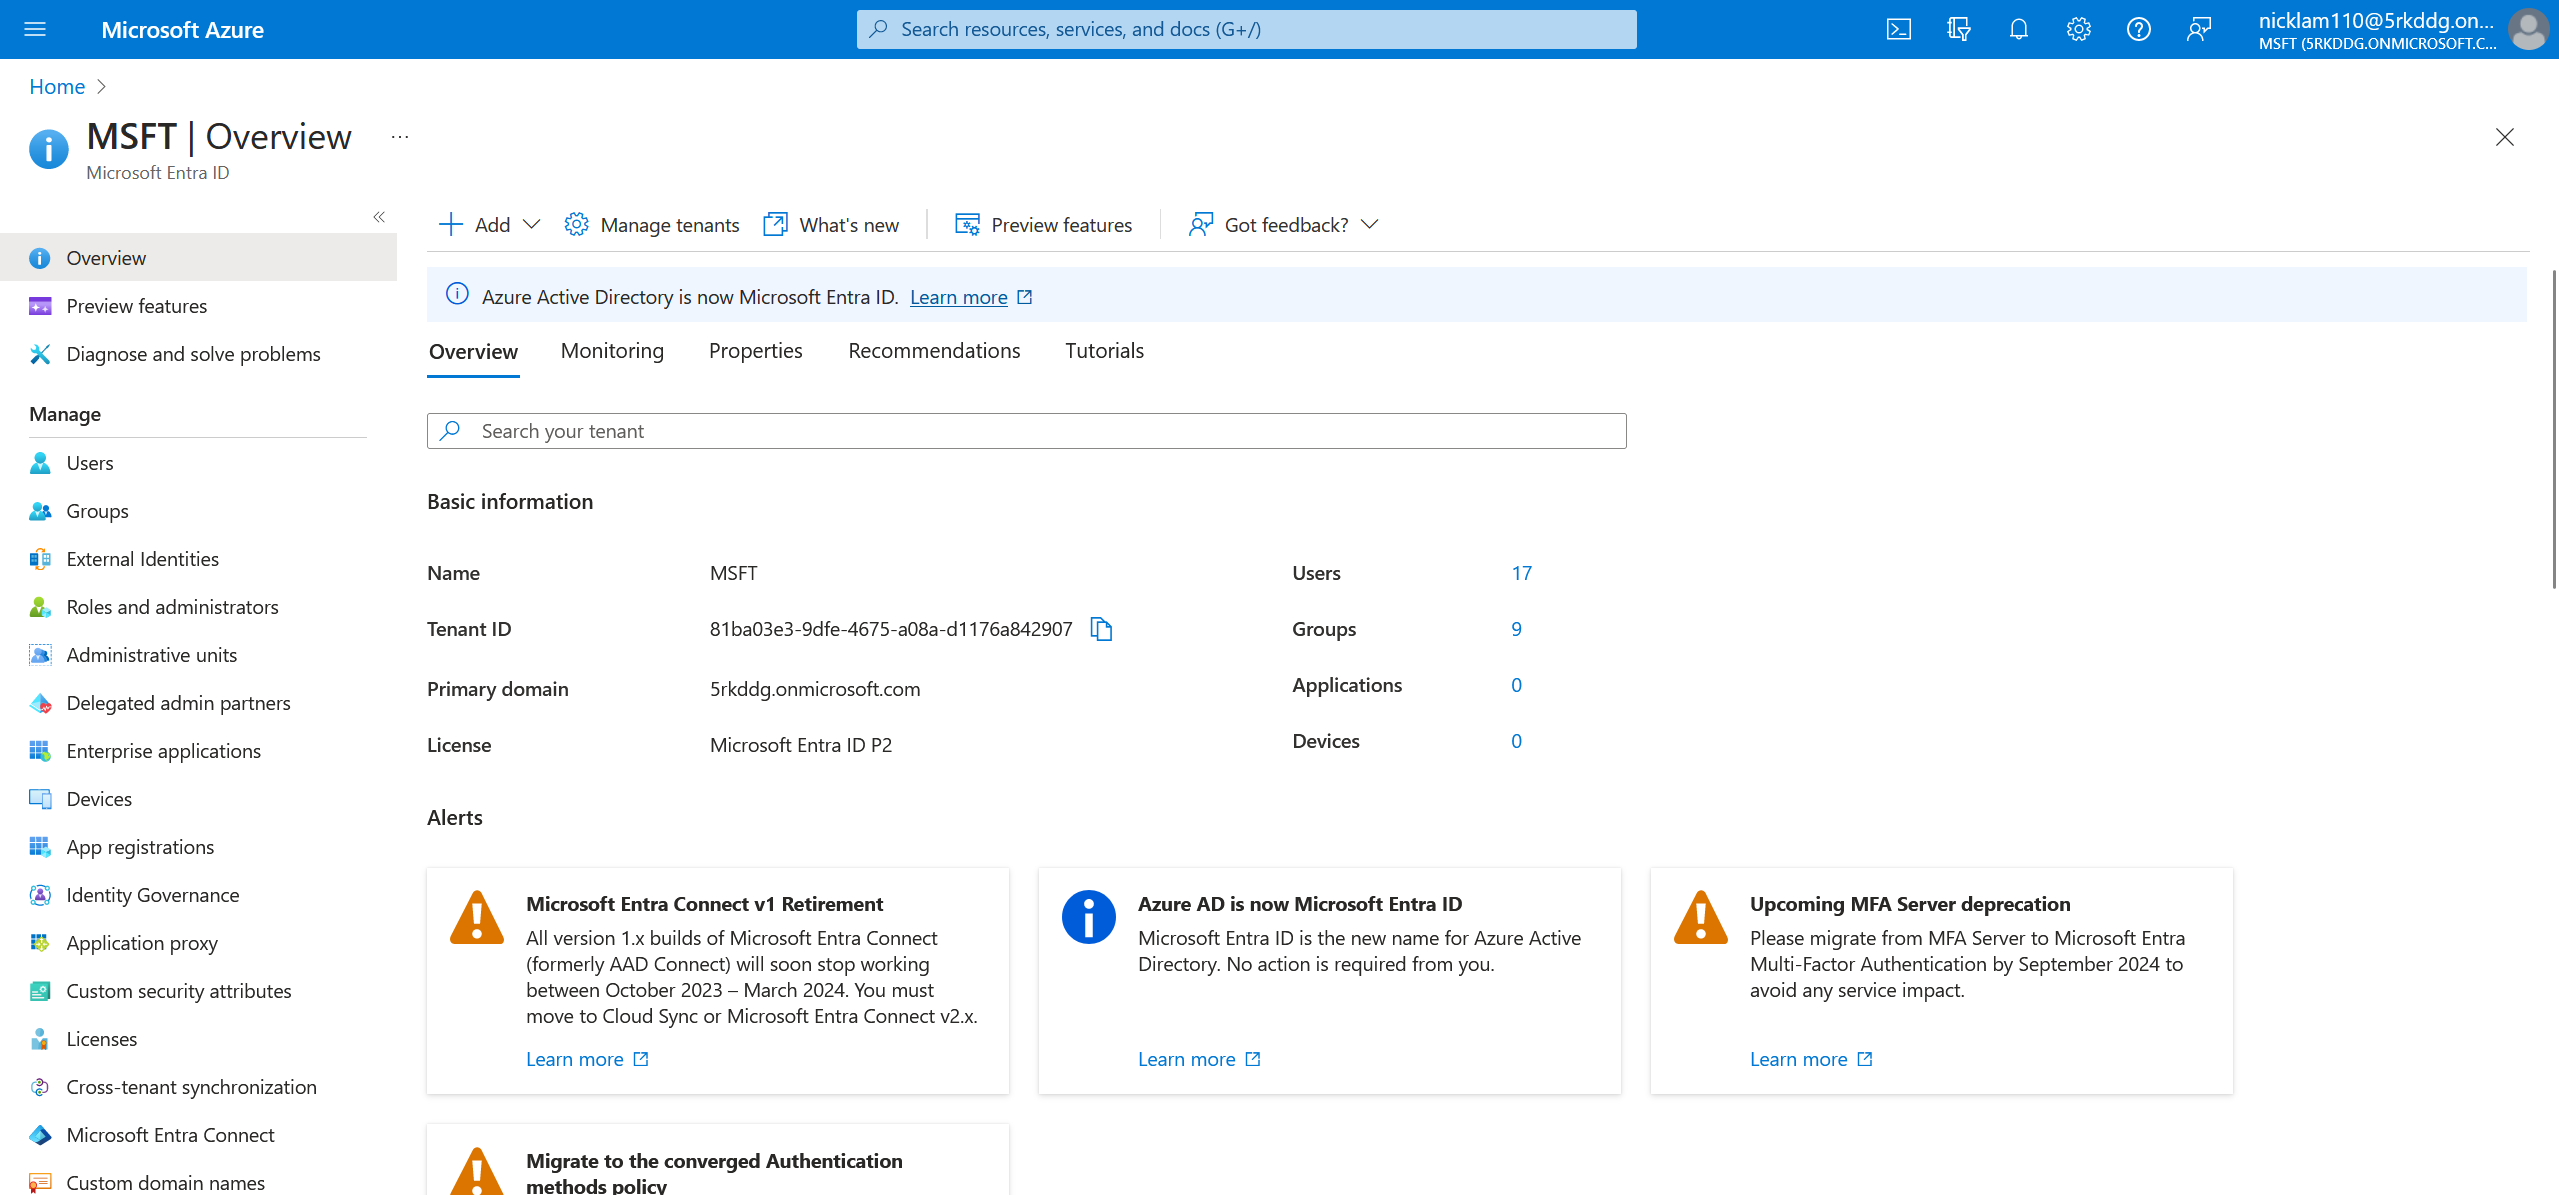 Microsoft Azure
Search resources, services, and docs (G+/)
nicklam110@5rkddg.on...
MSFT (5RKDDG.ONMICROSOFT.C...
Home
MSFT | Overview
...
Microsoft Entra ID
Add
Manage tenants
What's new
Preview features
Got feedback?
Overview
Preview features
Diagnose and solve problems
Manage
Users
Groups
External Identities
Roles and administrators
Administrative units
Delegated admin partners
Enterprise applications
Devices
App registrations
Identity Governance
Application proxy
Custom security attributes
Licenses
Cross-tenant synchronization
Microsoft Entra Connect
Custom domain names
Azure Active Directory is now Microsoft Entra ID. Learn more
Overview
Monitoring
Properties
Recommendations
Tutorials
Search your tenant
Basic information
Name
MSFT
Users
17
Tenant ID
81ba03e3-9dfe-4675-a08a-d1176a842907
Groups
9
Primary domain
5rkddg.onmicrosoft.com
Applications
0
License
Microsoft Entra ID P2
Devices
0
Alerts
Microsoft Entra Connect v1 Retirement
All version 1.x builds of Microsoft Entra Connect
(formerly AAD Connect) will soon stop working
between October 2023 – March 2024. You must
move to Cloud Sync or Microsoft Entra Connect v2.x.
Learn more
Azure AD is now Microsoft Entra ID
Microsoft Entra ID is the new name for Azure Active
Directory. No action is required from you.
Learn more
Upcoming MFA Server deprecation
Please migrate from MFA Server to Microsoft Entra
Multi-Factor Authentication by September 2024 to
avoid any service impact.
Learn more
Migrate to the converged Authentication
methods policy